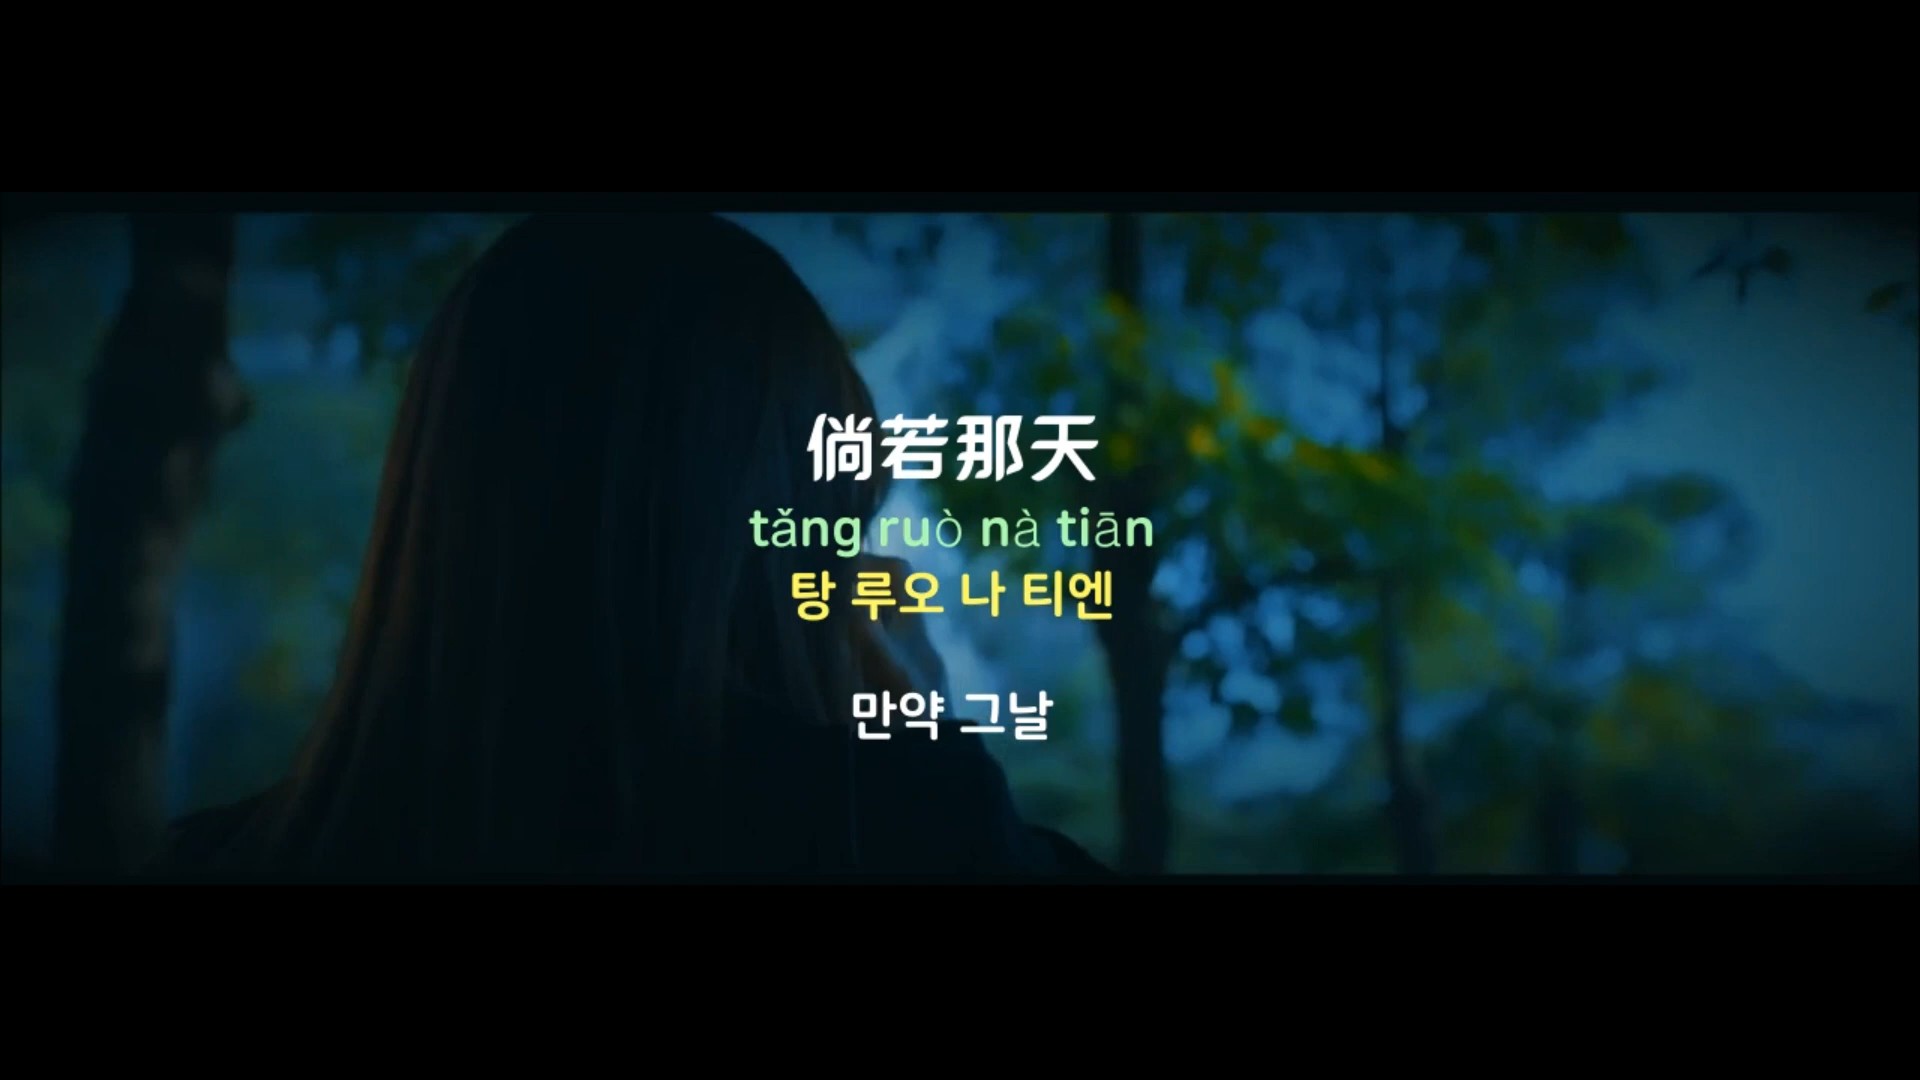 倘若那天
tǎng ruò nà tiān
탕 루오 나 티엔
만약 그날